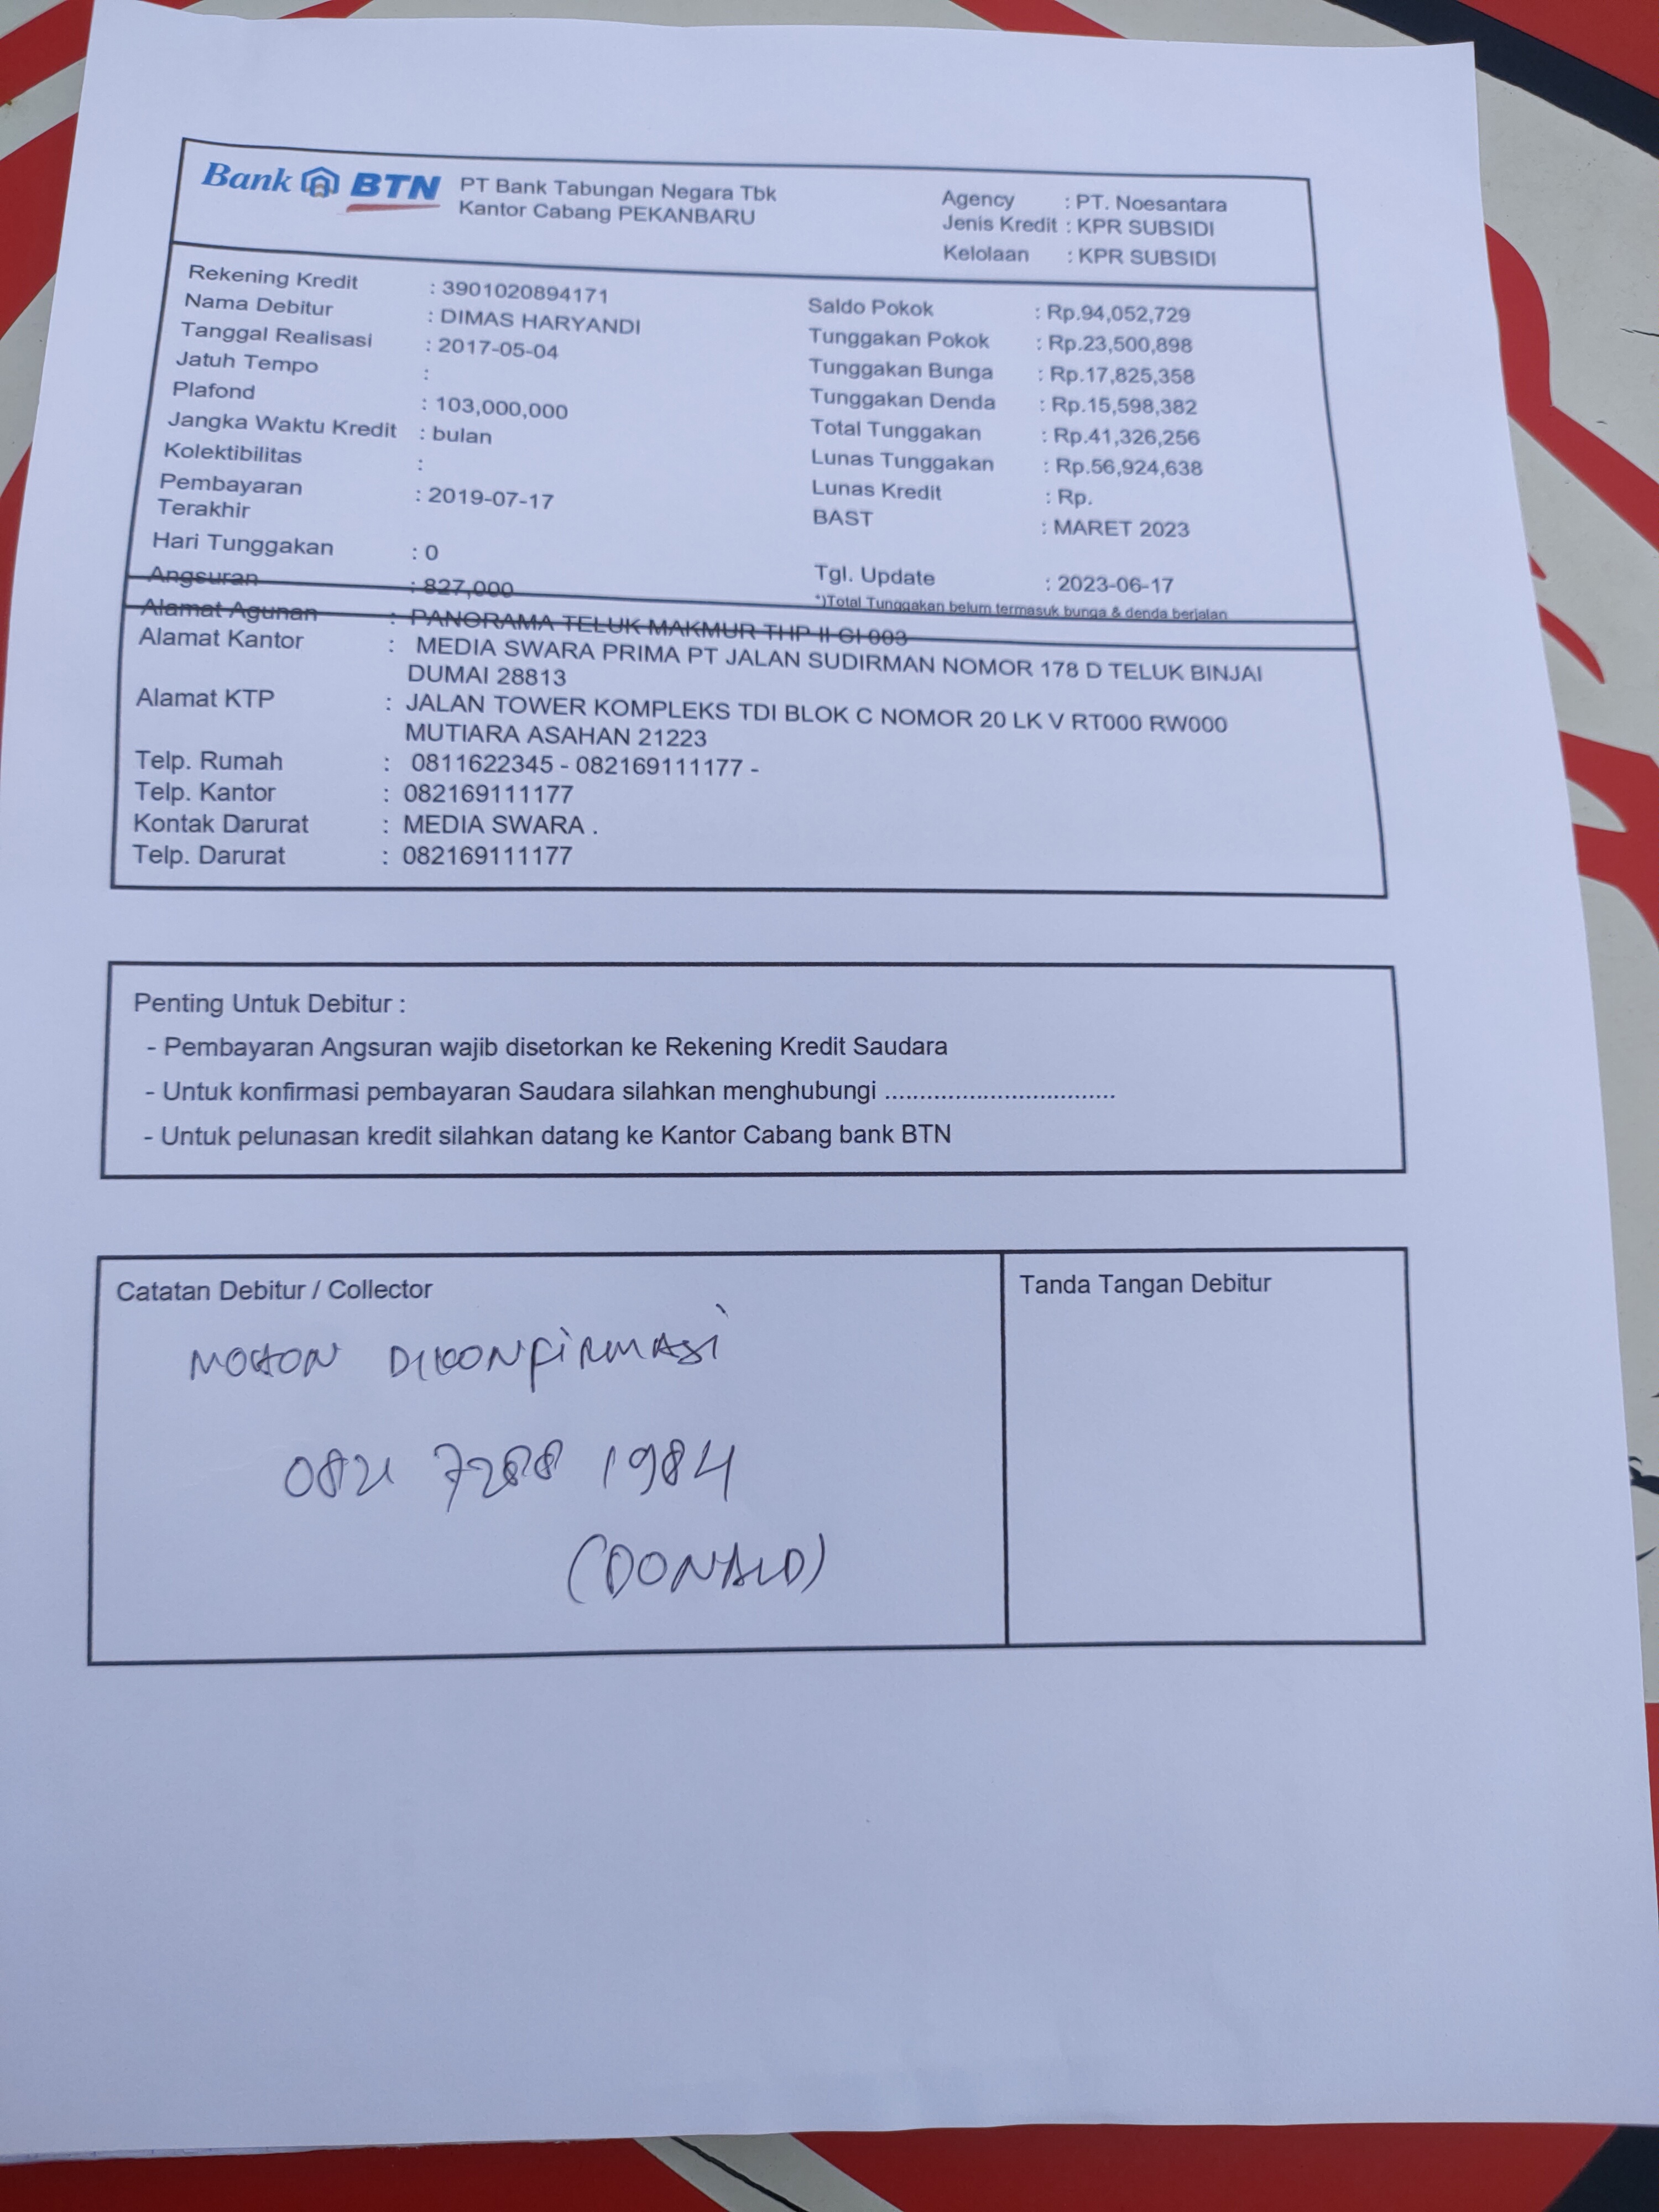 Bank BTN PT Bank Tabungan Negara Tbk
Kantor Cabang PEKANBARU
Agency : PT. Noesantara
Jenis Kredit : KPR SUBSIDI
Kelolaan : KPR SUBSIDI
Rekening Kredit : 3901020894171
Nama Debitur : DIMAS HARYANDI
Tanggal Realisasi : 2017-05-04
Jatuh Tempo :
Plafond : 103,000,000
Jangka Waktu Kredit : bulan
Kolektibilitas :
Pembayaran Terakhir : 2019-07-17
Hari Tunggakan : 0
Angsuran : 827,000
Saldo Pokok : Rp.94,052,729
Tunggakan Pokok : Rp.23,500,898
Tunggakan Bunga : Rp.17,825,358
Tunggakan Denda : Rp.15,598,382
Total Tunggakan : Rp.41,326,256
Lunas Tunggakan : Rp.56,924,638
Lunas Kredit : Rp.
BAST : MARET 2023
Tgl. Update : 2023-06-17
*)Total Tunggakan belum termasuk bunga & denda berjalan
Alamat Agunan : PANORAMA TELUK MAKMUR THP II GI 003
Alamat Kantor : MEDIA SWARA PRIMA PT JALAN SUDIRMAN NOMOR 178 D TELUK BINJAI
DUMAI 28813
Alamat KTP : JALAN TOWER KOMPLEKS TDI BLOK C NOMOR 20 LK V RT000 RW000
MUTIARA ASAHAN 21223
Telp. Rumah : 0811622345 - 082169111177 -
Telp. Kantor : 082169111177
Kontak Darurat : MEDIA SWARA .
Telp. Darurat : 082169111177
Penting Untuk Debitur :
- Pembayaran Angsuran wajib disetorkan ke Rekening Kredit Saudara
- Untuk konfirmasi pembayaran Saudara silahkan menghubungi .................................
- Untuk pelunasan kredit silahkan datang ke Kantor Cabang bank BTN
Catatan Debitur / Collector
MOHON DIKONFIRMASI
0821 7288 1984
(DONALD)
Tanda Tangan Debitur